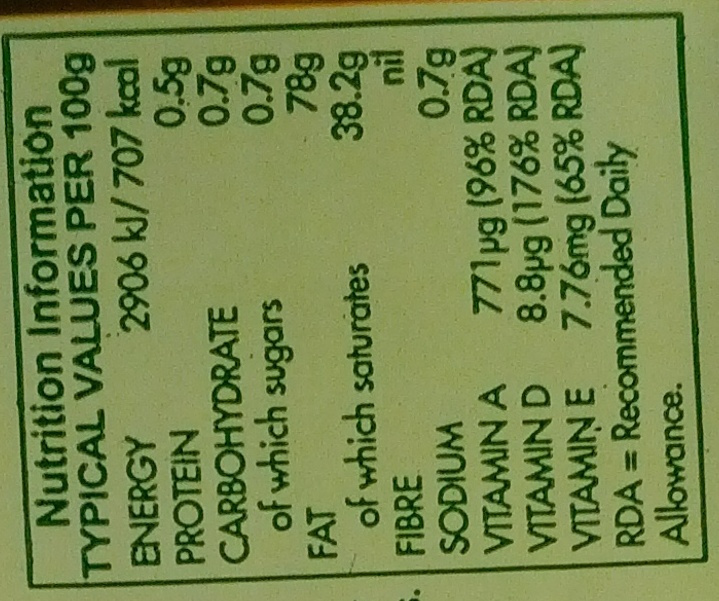 Nutrition Information
TYPICAL VALUES PER 100g
ENERGY 2906 kJ/ 707 kcal
PROTEIN 0.5g
CARBOHYDRATE 0.7g
of which sugars 0.7g
FAT 78g
of which saturates 38.2g
FIBRE nil
SODIUM 0.7g
VITAMIN A 771µg (96% RDA)
VITAMIN D 8.8µg (176% RDA)
VITAMIN E 7.76mg (65% RDA)
RDA = Recommended Daily
Allowance.